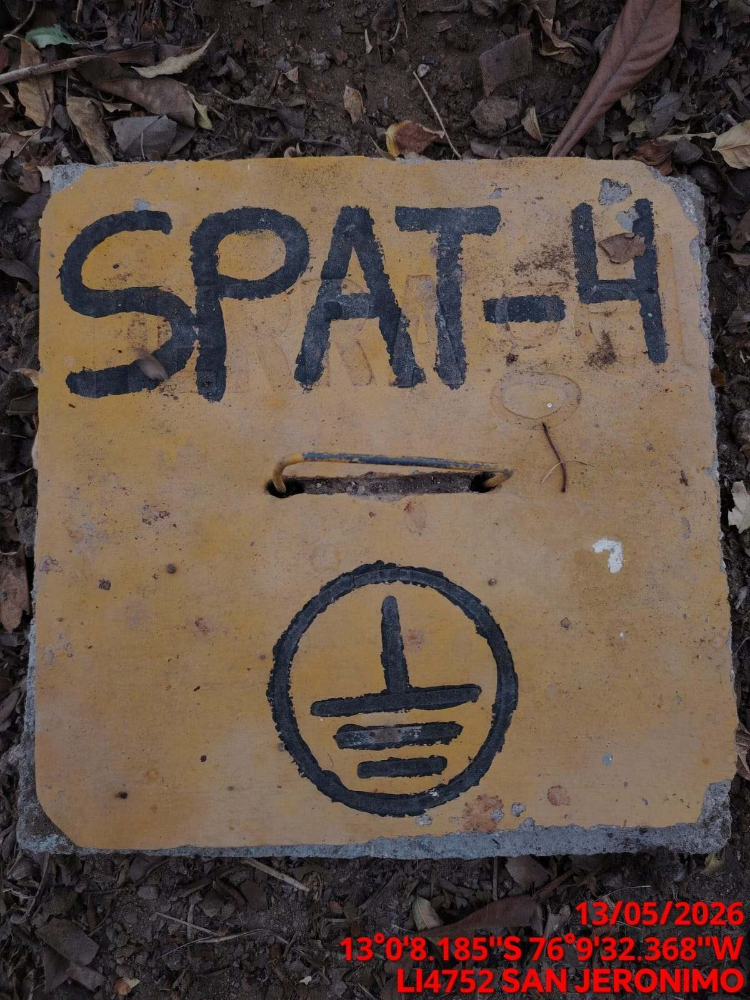 SPAT-4
13/05/2026
13°0'8.185"S 76°9'32.368"W
LI4752 SAN JERONIMO